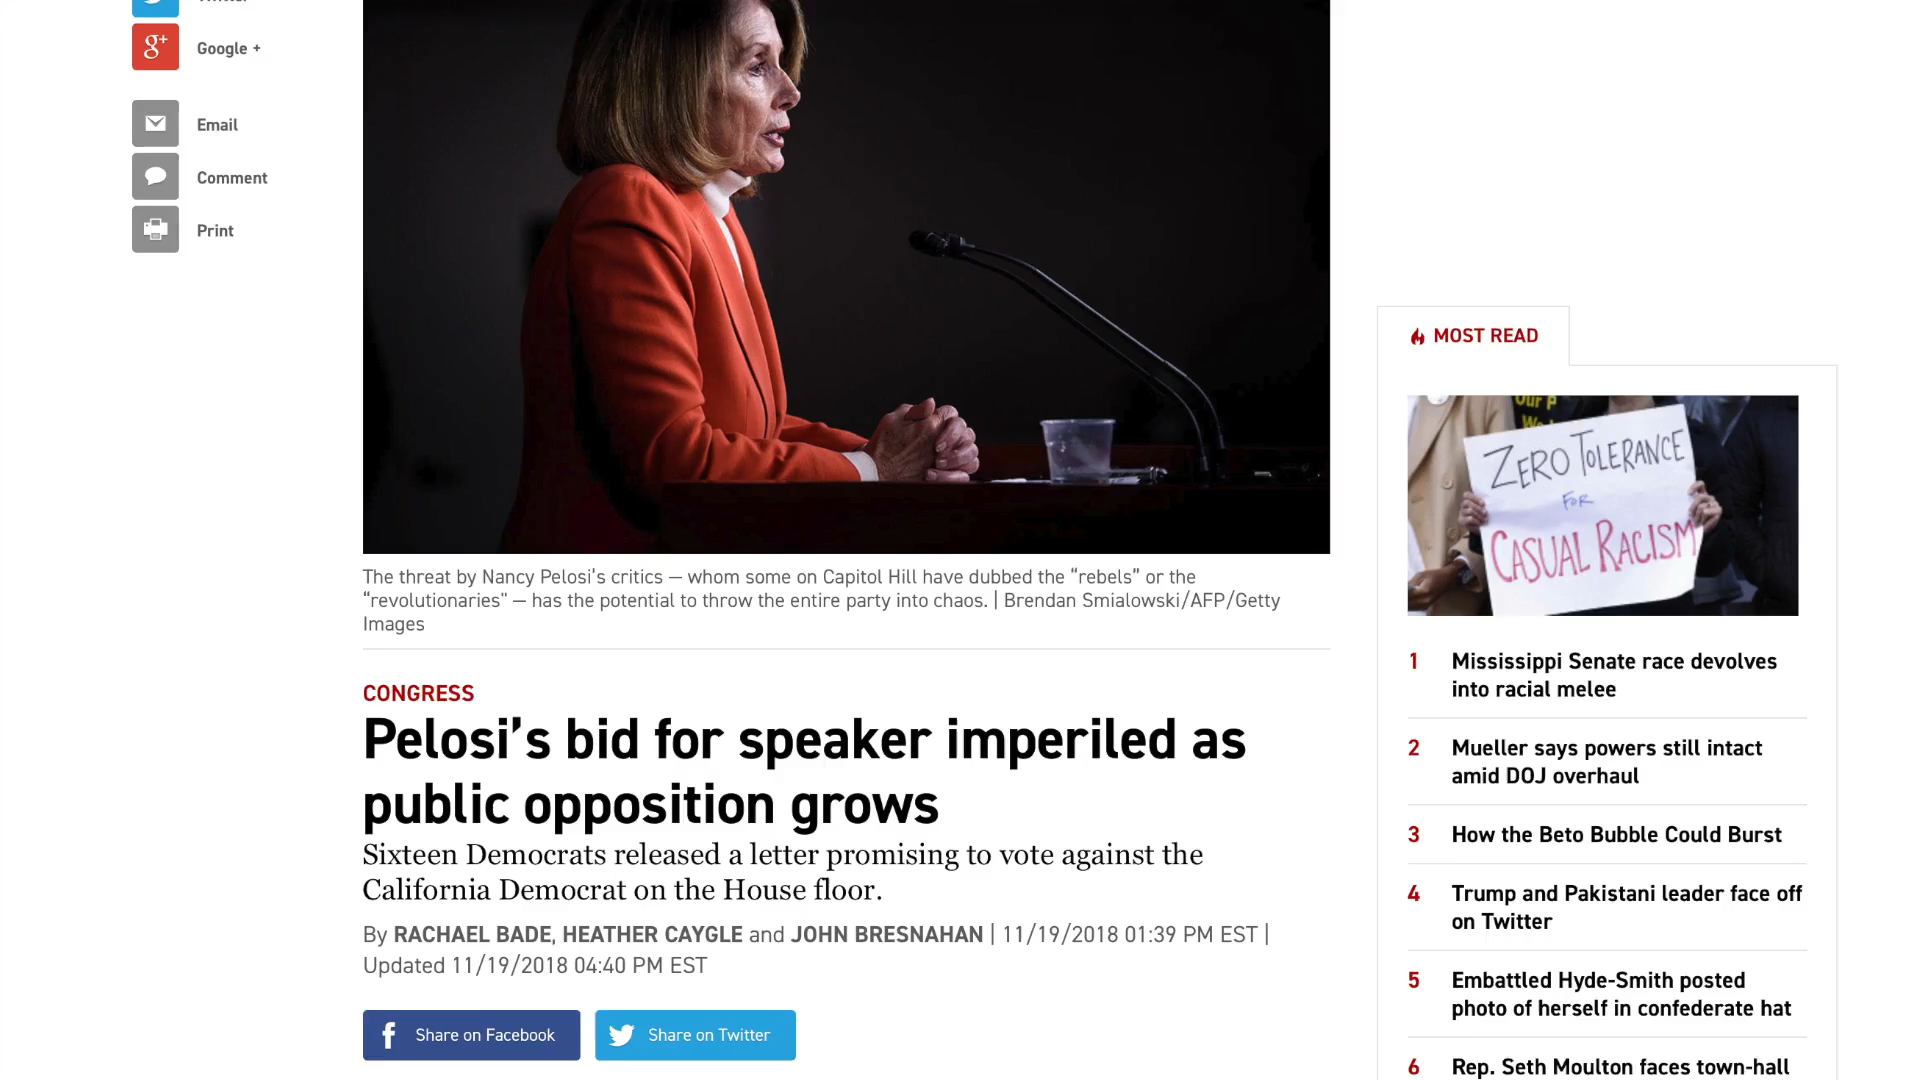 g+ Google +
Email
Comment
Print
The threat by Nancy Pelosi’s critics — whom some on Capitol Hill have dubbed the “rebels” or the
“revolutionaries" — has the potential to throw the entire party into chaos. | Brendan Smialowski/AFP/Getty
Images
CONGRESS
Pelosi’s bid for speaker imperiled as
public opposition grows
Sixteen Democrats released a letter promising to vote against the
California Democrat on the House floor.
By RACHAEL BADE, HEATHER CAYGLE and JOHN BRESNAHAN | 11/19/2018 01:39 PM EST |
Updated 11/19/2018 04:40 PM EST
f Share on Facebook
Share on Twitter
MOST READ
Our P
ZERO TOLERANCE
FOR
CASUAL RACISM
1 Mississippi Senate race devolves
into racial melee
2 Mueller says powers still intact
amid DOJ overhaul
3 How the Beto Bubble Could Burst
4 Trump and Pakistani leader face off
on Twitter
5 Embattled Hyde-Smith posted
photo of herself in confederate hat
6 Rep. Seth Moulton faces town-hall